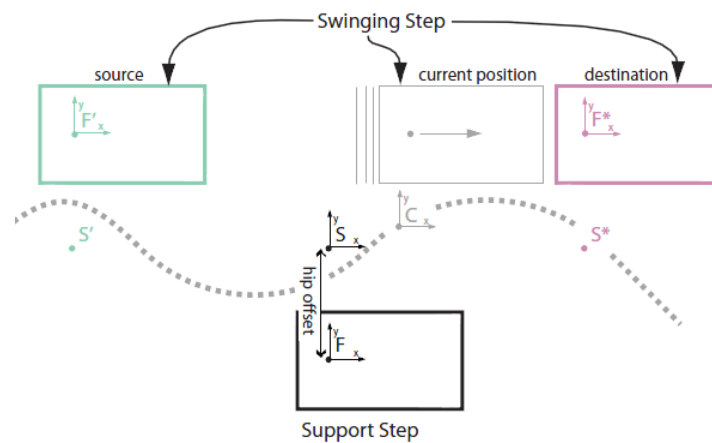 Swinging Step
source
current position
destination
y
F'
x
y
F*
x
y
C
x
S'
y
S
x
S*
hip offset
y
F
x
Support Step